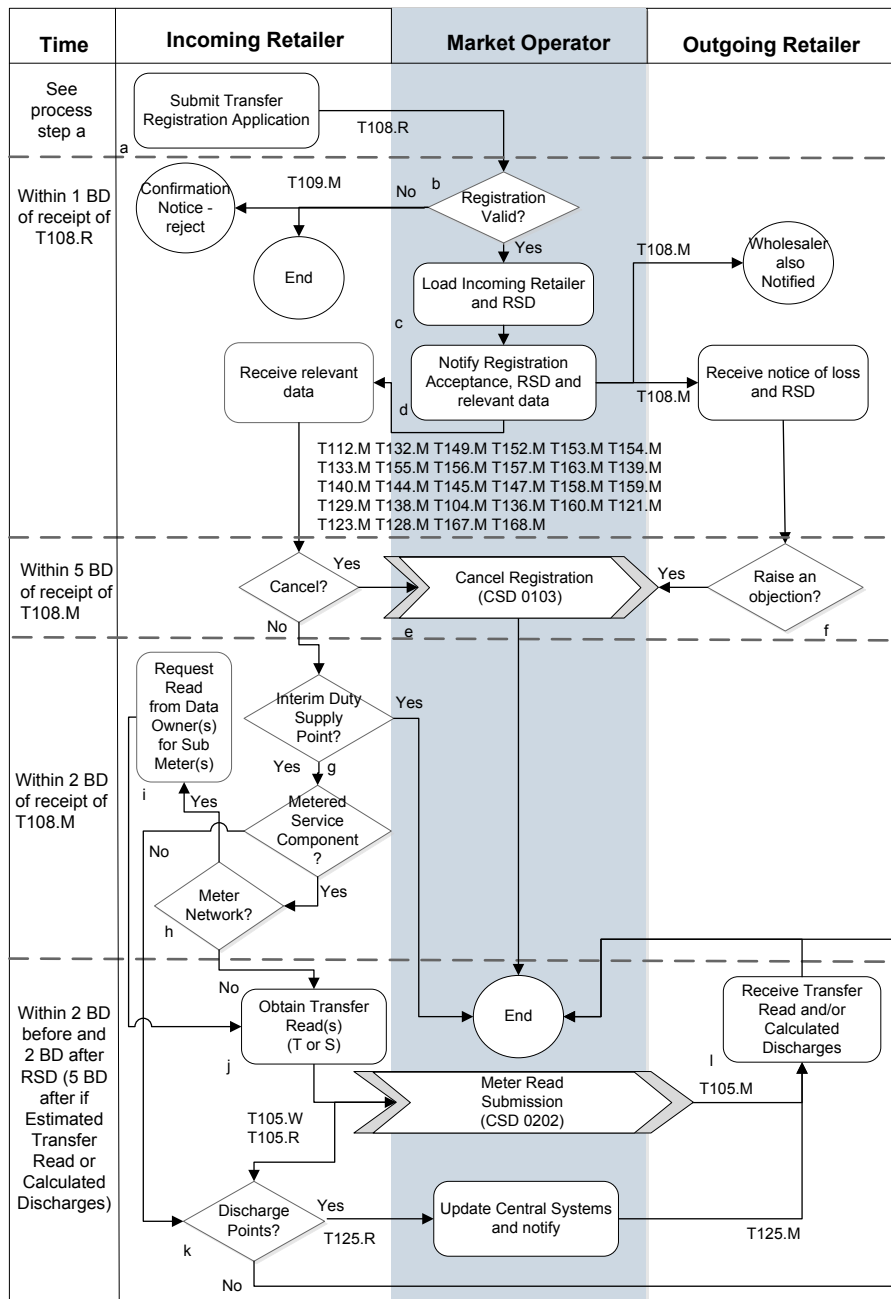 Time
Incoming Retailer
Market Operator
Outgoing Retailer
See
process
step a
Submit Transfer
Registration Application
a
T108.R
Within 1 BD
of receipt of
T108.R
Confirmation
Notice -
reject
T109.M
No
b
Registration
Valid?
End
Yes
Load Incoming Retailer
and RSD
c
T108.M
Wholesaler
also
Notified
Receive relevant
data
Notify Registration
Acceptance, RSD and
relevant data
d
T108.M
Receive notice of loss
and RSD
T112.M T132.M T149.M T152.M T153.M T154.M
T133.M T155.M T156.M T157.M T163.M T139.M
T140.M T144.M T145.M T147.M T158.M T159.M
T129.M T138.M T104.M T136.M T160.M T121.M
T123.M T128.M T167.M T168.M
Within 5 BD
of receipt of
T108.M
Cancel?
Yes
Cancel Registration
(CSD 0103)
Yes
Raise an
objection?
No
e
f
Within 2 BD
of receipt of
T108.M
Request
Read
from Data
Owner(s)
for Sub
Meter(s)
i
Interim Duty
Supply
Point?
Yes
Yes
g
Yes
Metered
Service
Component
?
No
Yes
Meter
Network?
h
Within 2 BD
before and
2 BD after
RSD (5 BD
after if
Estimated
Transfer
Read or
Calculated
Discharges)
No
Obtain Transfer
Read(s)
(T or S)
j
End
Receive Transfer
Read and/or
Calculated
Discharges
l
Meter Read
Submission
(CSD 0202)
T105.M
T105.W
T105.R
Discharge
Points?
k
Yes
T125.R
Update Central Systems
and notify
T125.M
No